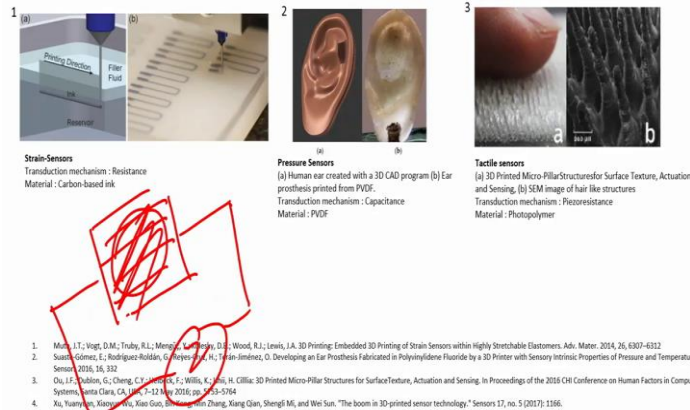 1
(a)
(b)
Printing Direction
Filler
Fluid
Ink
Reservoir
Strain-Sensors
Transduction mechanism : Resistance
Material : Carbon-based ink
2
(a)
(b)
Pressure Sensors
(a) Human ear created with a 3D CAD program (b) Ear
prosthesis printed from PVDF.
Transduction mechanism : Capacitance
Material : PVDF
3
a
b
Tactile sensors
(a) 3D Printed Micro-PillarStructuresfor Surface Texture, Actuation
and Sensing, (b) SEM image of hair like structures
Transduction mechanism : Piezoresistance
Material : Photopolymer
1. Muth, J.T.; Vogt, D.M.; Truby, R.L.; D.B.; Wood, R.J.; Lewis, J.A. 3D Printing: Embedded 3D Printing of Strain Sensors within Highly Stretchable Elastomers. Adv. Mater. 2014, 26, 6307–6312
2. Suaste-Gómez, E.; Rodríguez-Roldán, G.; H.; Terán-Jiménez, O. Developing an Ear Prosthesis Fabricated in Polyvinylidene Fluoride by a 3D Printer with Sensory Intrinsic Properties of Pressure and Temperatu
Sensors 2016, 16, 332
3. Ou, J.F.; Dublon, G.; Cheng, C.Y.; F.; Willis, K.; Ishii, H. Cilllia: 3D Printed Micro-Pillar Structures for SurfaceTexture, Actuation and Sensing. In Proceedings of the 2016 CHI Conference on Human Factors in Compu
Systems, Santa Clara, CA, USA, 7–12 May 2016; pp. 5753–5764
4. Xu, Yuanyuan, Xiaoyue Wu, Xiao Guo, Bin Kong, Min Zhang, Xiang Qian, Shengli Mi, and Wei Sun. "The boom in 3D-printed sensor technology." Sensors 17, no. 5 (2017): 1166.